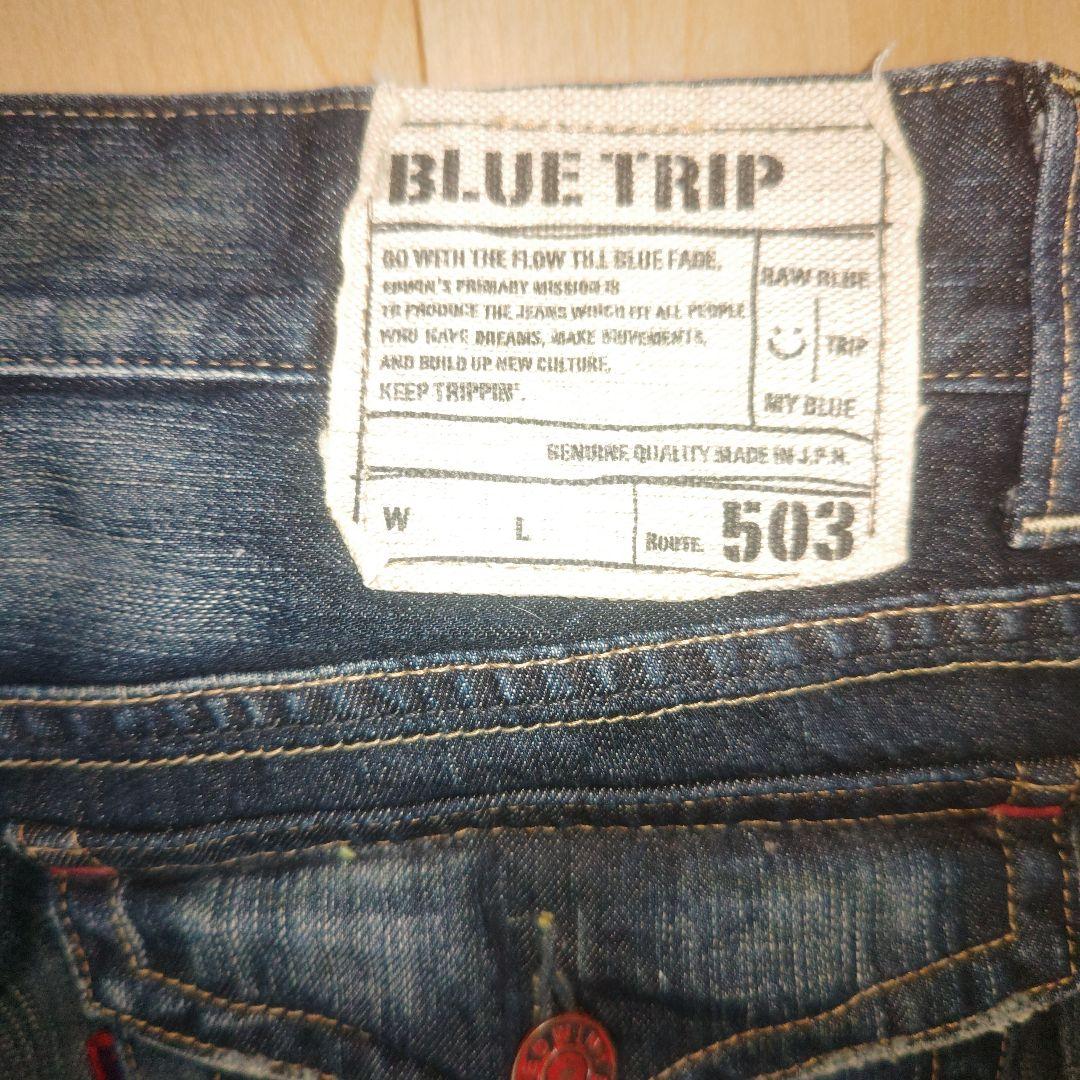 BLUE TRIP
GO WITH THE FLOW TILL BLUE FADE.
EDWIN'S PRIMARY MISSION IS
TO PRODUCE THE JEANS WHICH FIT ALL PEOPLE
WHO HAVE DREAMS, MAKE MOVEMENTS,
AND BUILD UP NEW CULTURE.
KEEP TRIPPIN'.
RAW BLUE
TRIP
MY BLUE
GENUINE QUALITY MADE IN J.P.N.
W L ROUTE. 503
EDWIN